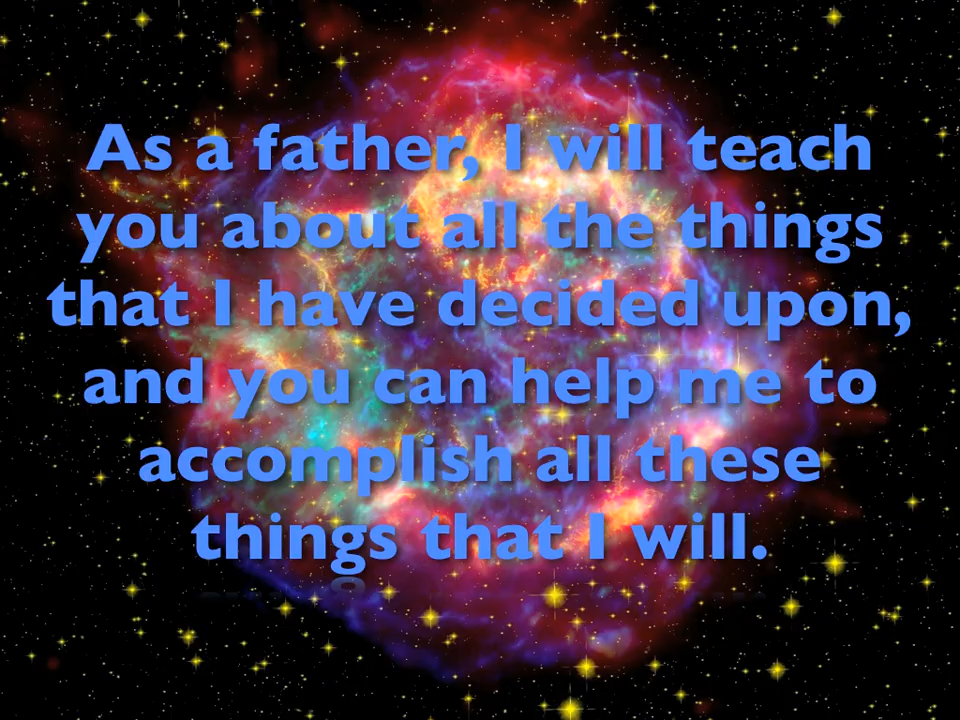 As a father, I will teach
you about all the things
that I have decided upon,
and you can help me to
accomplish all these
things that I will.